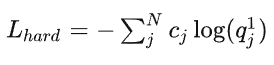 $L_{hard} = -\sum_{j}^{N} c_j \log(q_j^1)$